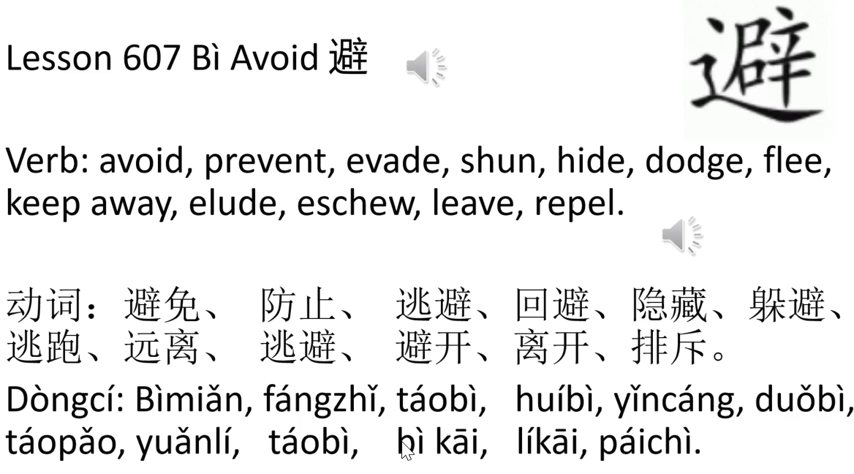 Lesson 607 Bì Avoid 避
避
Verb: avoid, prevent, evade, shun, hide, dodge, flee,
keep away, elude, eschew, leave, repel.
动词：避免、 防止、 逃避、回避、隐藏、躲避、
逃跑、远离、 逃避、 避开、离开、排斥。
Dòngcí: Bìmiǎn, fángzhǐ, táobì, huíbì, yǐncáng, duǒbì,
táopǎo, yuǎnlí, táobì, bì kāi, líkāi, páichì.